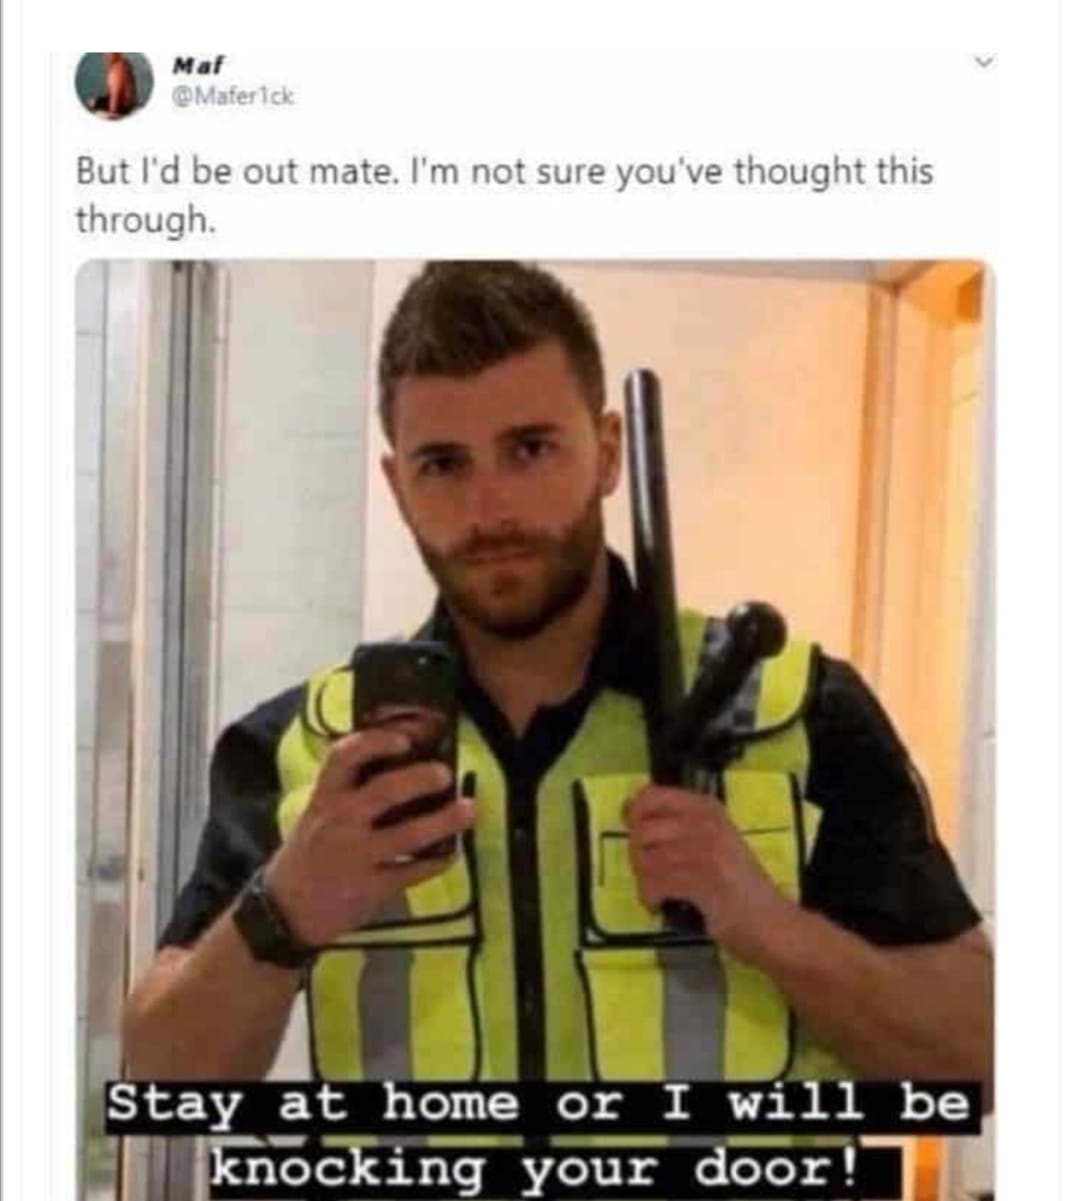 Maf
@Mafer1ck
But I'd be out mate. I'm not sure you've thought this
through.
Stay at home or I will be
knocking your door!